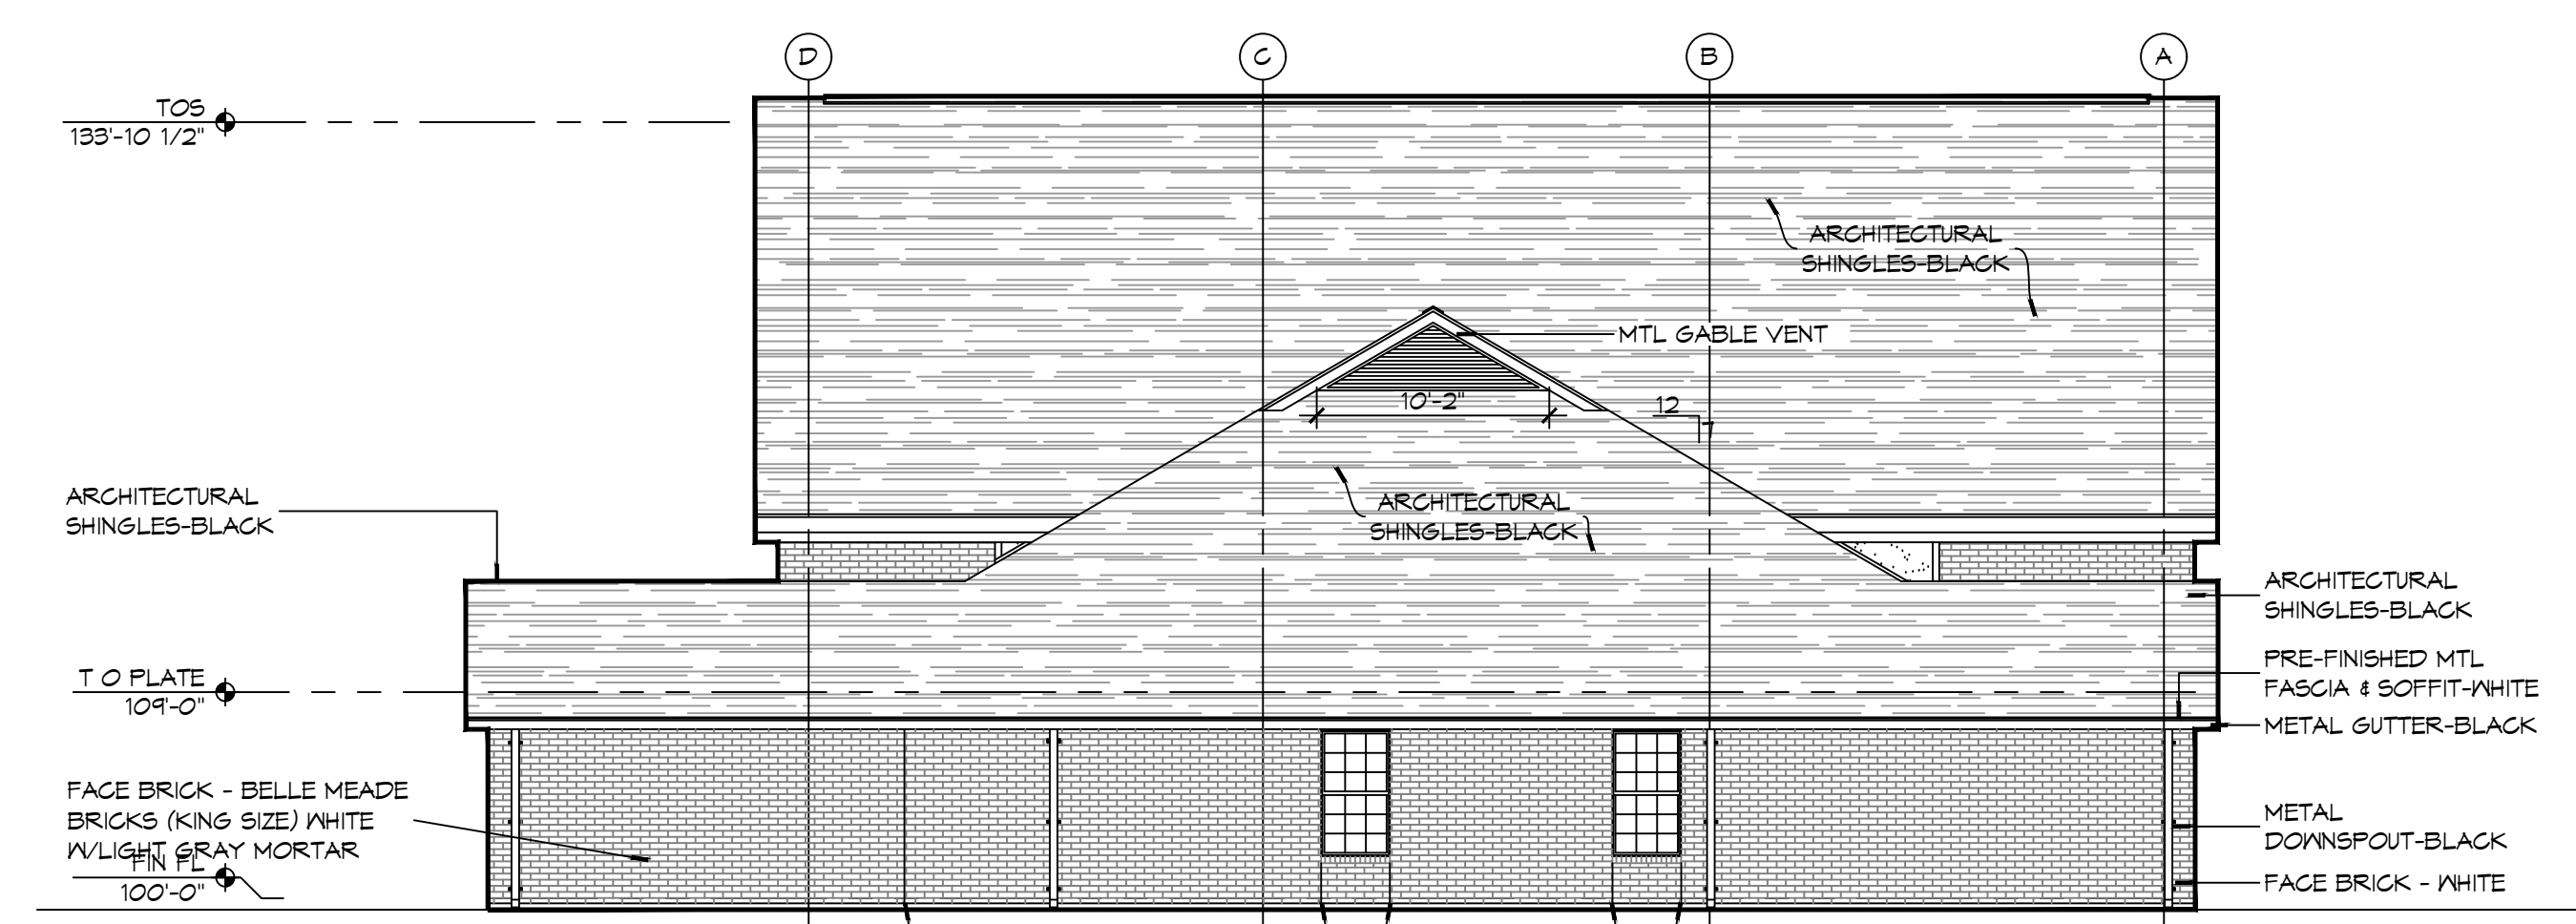 D
C
B
A
TOS
133'-10 1/2"
ARCHITECTURAL
SHINGLES-BLACK
MTL GABLE VENT
10'-2"
12
7
ARCHITECTURAL
SHINGLES-BLACK
ARCHITECTURAL
SHINGLES-BLACK
ARCHITECTURAL
SHINGLES-BLACK
T O PLATE
109'-0"
PRE-FINISHED MTL
FASCIA & SOFFIT-WHITE
METAL GUTTER-BLACK
FACE BRICK - BELLE MEADE
BRICKS (KING SIZE) WHITE
W/LIGHT GRAY MORTAR
FIN FL
100'-0"
METAL
DOWNSPOUT-BLACK
FACE BRICK - WHITE